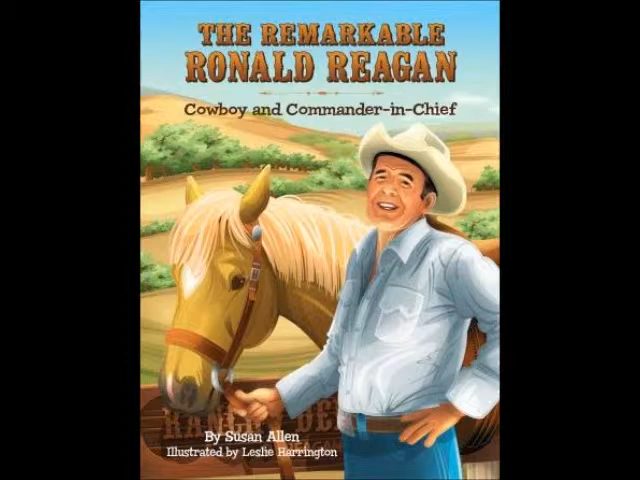 THE REMARKABLE
RONALD REAGAN
Cowboy and Commander-in-Chief
By Susan Allen
Illustrated by Leslie Harrington